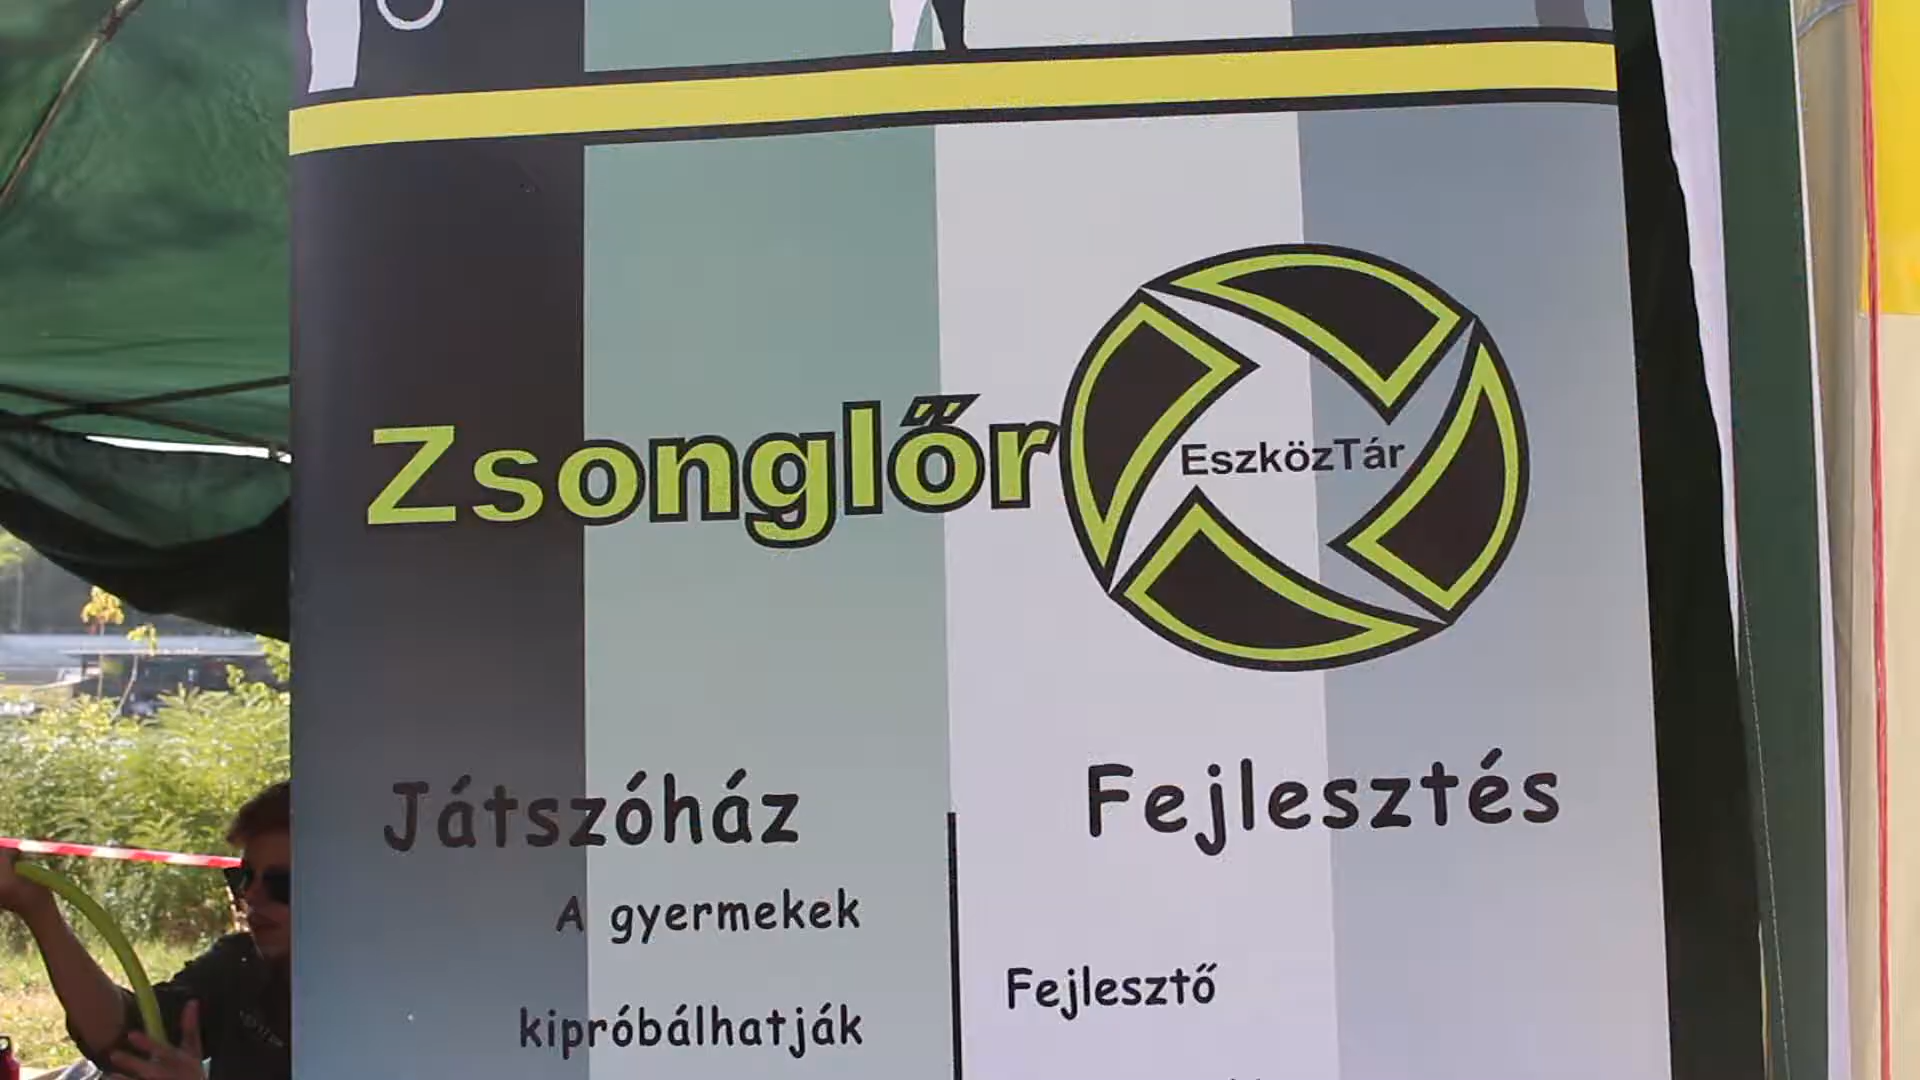 Zsonglőr
EszközTár
Játszóház
A gyermekek
kipróbálhatják
Fejlesztés
Fejlesztő